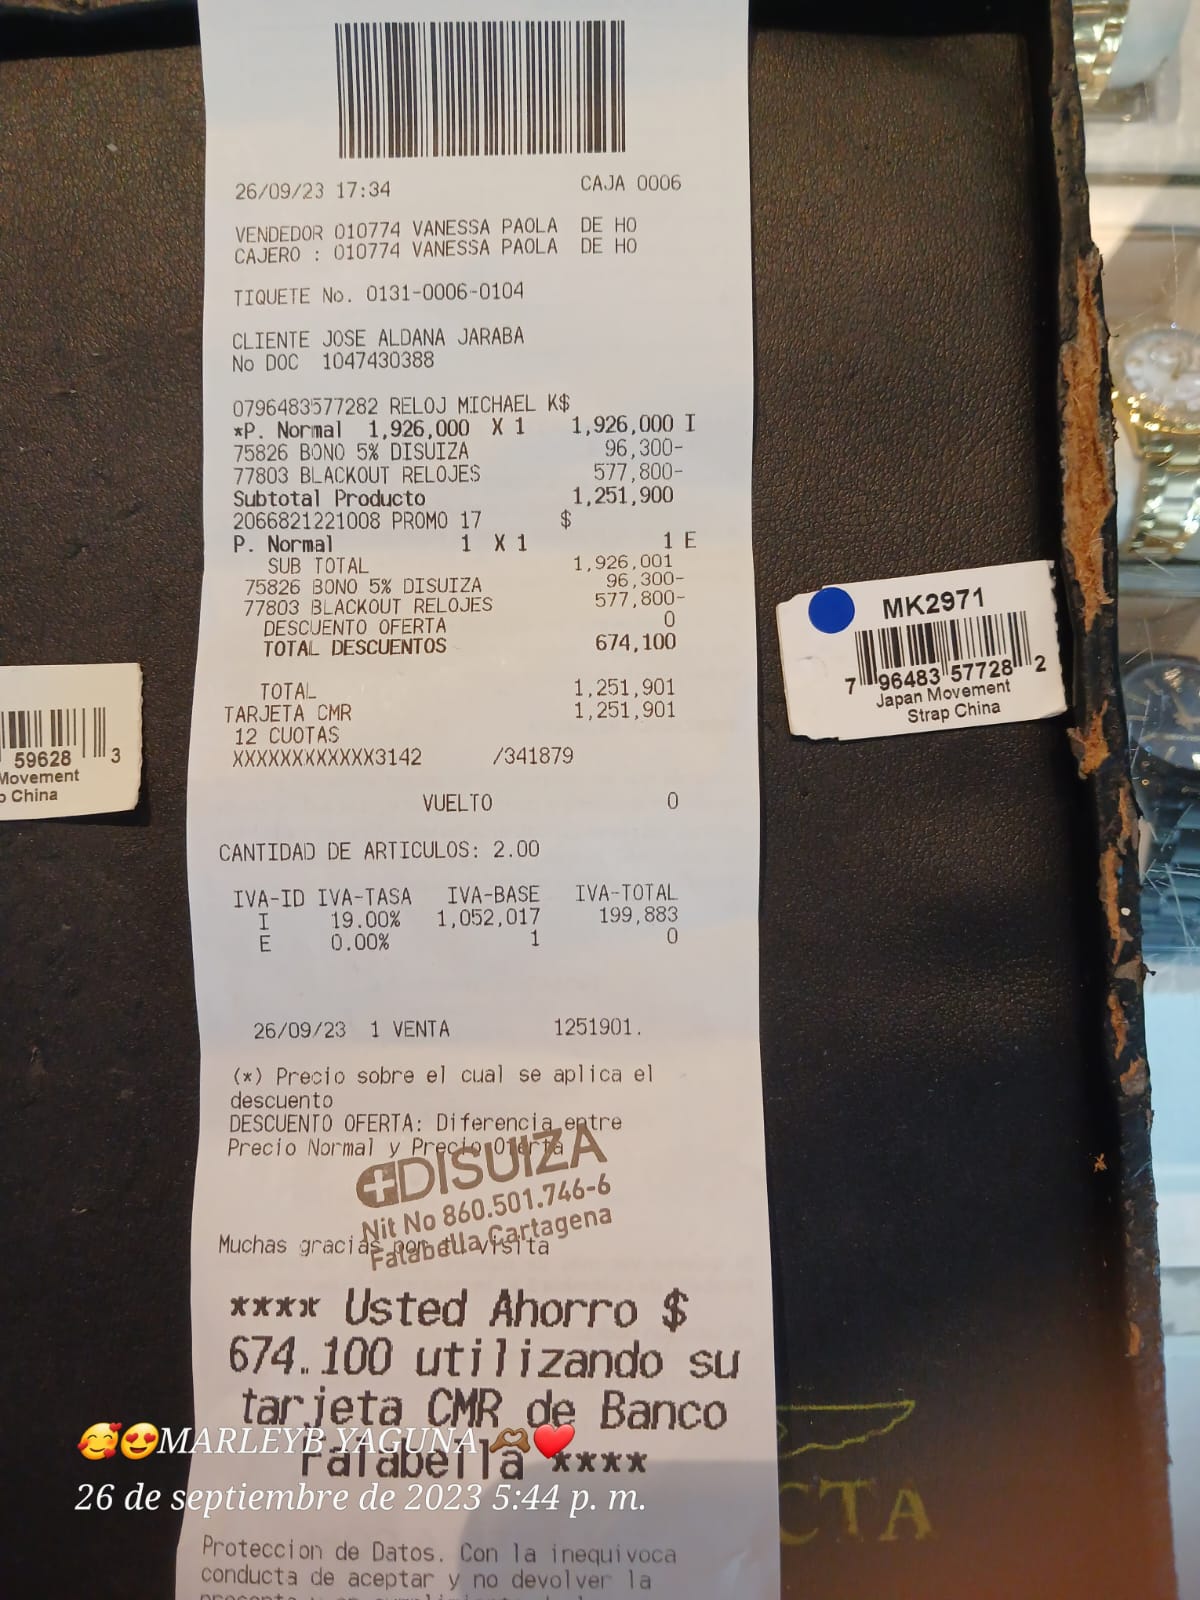 26/09/23 17:34 CAJA 0006
VENDEDOR 010774 VANESSA PAOLA DE HO
CAJERO : 010774 VANESSA PAOLA DE HO
TIQUETE No. 0131-0006-0104
CLIENTE JOSE ALDANA JARABA
No DOC 1047430388
0796483577282 RELOJ MICHAEL K$
*P. Normal 1,926,000 X 1 1,926,000 I
75826 BONO 5% DISUIZA 96,300-
77803 BLACKOUT RELOJES 577,800-
Subtotal Producto 1,251,900
2066821221008 PROMO 17 $
P. Normal 1 X 1 1 E
SUB TOTAL 1,926,001
75826 BONO 5% DISUIZA 96,300-
77803 BLACKOUT RELOJES 577,800-
DESCUENTO OFERTA 0
TOTAL DESCUENTOS 674,100
TOTAL 1,251,901
TARJETA CMR 1,251,901
12 CUOTAS
XXXXXXXXXXXX3142 /341879
VUELTO 0
CANTIDAD DE ARTICULOS: 2.00
IVA-ID IVA-TASA IVA-BASE IVA-TOTAL
I 19.00% 1,052,017 199,883
E 0.00% 1 0
26/09/23 1 VENTA 1251901.
(*) Precio sobre el cual se aplica el
descuento
DESCUENTO OFERTA: Diferencia entre
Precio Normal y Precio Oferta
DISUIZA
Nit No 860.501.746-6
Falabella Cartagena
Muchas gracias por tu visita
**** Usted Ahorro $
674.100 utilizando su
tarjeta CMR de Banco
Falabella ****
Proteccion de Datos. Con la inequivoca
conducta de aceptar y no devolver la
MK2971
7 96483 57728 2
Japan Movement
Strap China
59628 3
Movement
China
CTA
🥰😍MARLEYB YAGUNA 🫶🏽❤️
26 de septiembre de 2023 5:44 p. m.